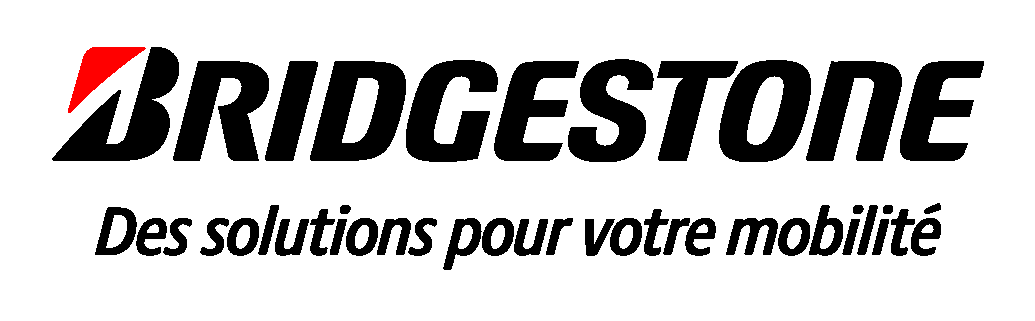 BRIDGESTONE
Des solutions pour votre mobilité